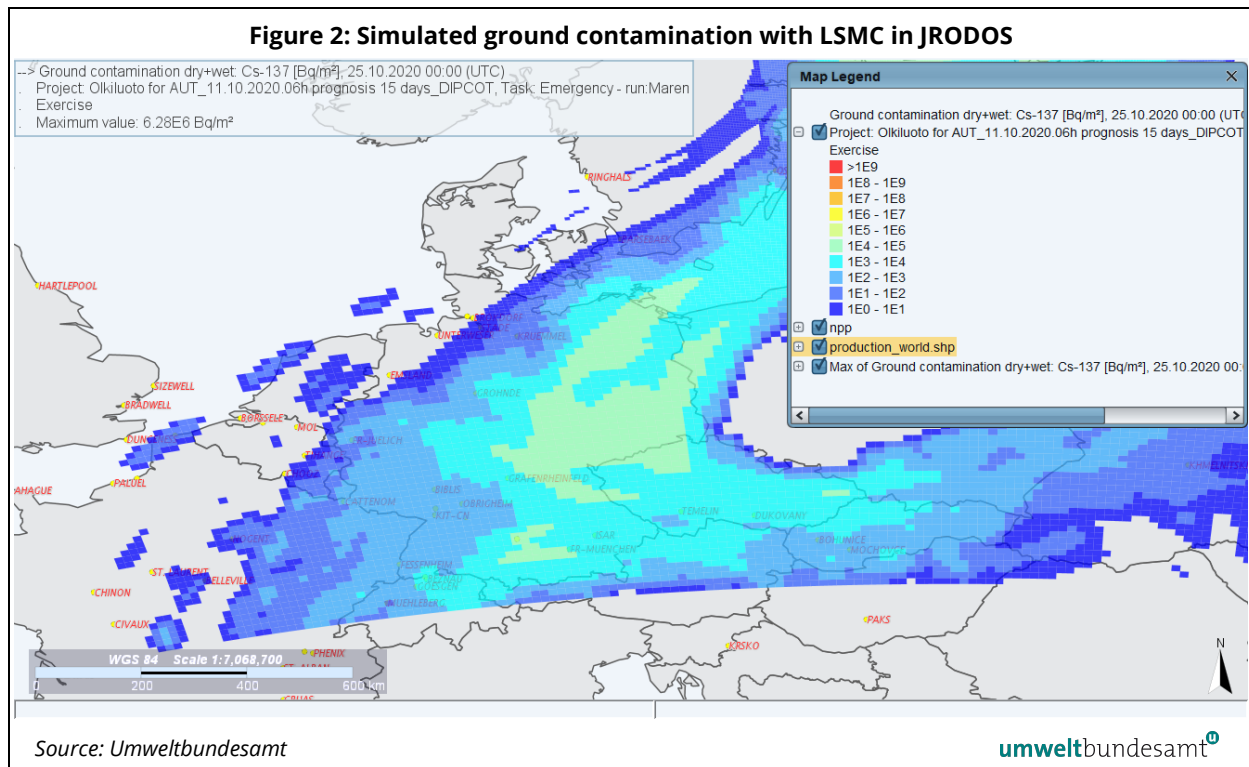 Figure 2: Simulated ground contamination with LSMC in JRODOS
--> Ground contamination dry+wet: Cs-137 [Bq/m²], 25.10.2020 00:00 (UTC)
. Project: Olkiluoto for AUT_11.10.2020.06h prognosis 15 days_DIPCOT, Task: Emergency - run:Maren
. Exercise
. Maximum value: 6.28E6 Bq/m²
Map Legend
Ground contamination dry+wet: Cs-137 [Bq/m²], 25.10.2020 00:00 (UTC
Project: Olkiluoto for AUT_11.10.2020.06h prognosis 15 days_DIPCOT
Exercise
>1E9
1E8 - 1E9
1E7 - 1E8
1E6 - 1E7
1E5 - 1E6
1E4 - 1E5
1E3 - 1E4
1E2 - 1E3
1E1 - 1E2
1E0 - 1E1
npp
production_world.shp
Max of Ground contamination dry+wet: Cs-137 [Bq/m²], 25.10.2020 00:
RINGHALS
HARTLEPOOL
KRUEMMEL
EMSLAND
SIZEWELL
GROHNDE
BRADWELL
BORSSELE
MOL
PALUEL
AHAGUE
GRAFENRHEINFELD
BIBLIS
OBRIGHEIM
KIT-CN
CATTENOM
TEMELIN
DUKOVANY
NOGENT
ISAR
FR-MUENCHEN
BOHUNICE
MOCHOVCE
FESSENHEIM
GOESGEN
ST. LAURENT
BELLEVILLE
CHINON
MUEHLEBERG
CIVAUX
PAKS
KRSKO
PHENIX
N
WGS 84 Scale 1:7,068,700
0 200 400 600 km
Source: Umweltbundesamt
umweltbundesamt
u